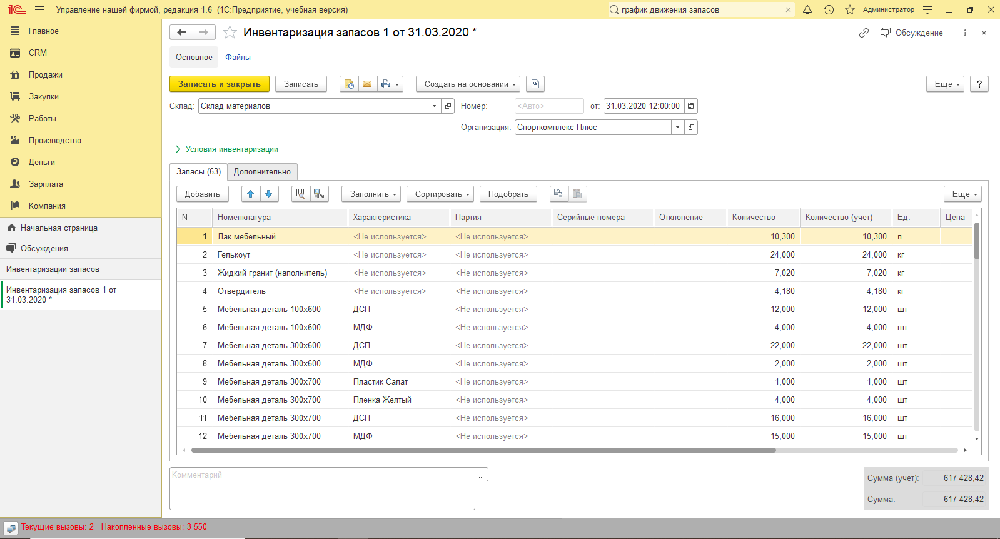 1С Управление нашей фирмой, редакция 1.6 (1С:Предприятие, учебная версия) график движения запасов Администратор
Главное
CRM
Продажи
Закупки
Работы
Производство
Деньги
Зарплата
Компания
Начальная страница
Обсуждения
Инвентаризации запасов
Инвентаризация запасов 1 от
31.03.2020 *
Инвентаризация запасов 1 от 31.03.2020 * Обсуждение
Основное Файлы
Записать и закрыть Записать Создать на основании Еще ?
Склад: Склад материалов Номер: <Авто> от: 31.03.2020 12:00:00
Организация: Спорткомплекс Плюс
Условия инвентаризации
Запасы (63) Дополнительно
Добавить Заполнить Сортировать Подобрать Еще
N Номенклатура Характеристика Партия Серийные номера Отклонение Количество Количество (учет) Ед. Цена
1 Лак мебельный <Не используется> <Не используется> 10,300 10,300 л.
2 Гелькоут <Не используется> <Не используется> 24,000 24,000 кг
3 Жидкий гранит (наполнитель) <Не используется> <Не используется> 7,020 7,020 кг
4 Отвердитель <Не используется> <Не используется> 4,180 4,180 кг
5 Мебельная деталь 100х600 ДСП <Не используется> 12,000 12,000 шт
6 Мебельная деталь 100х600 МДФ <Не используется> 4,000 4,000 шт
7 Мебельная деталь 300х600 ДСП <Не используется> 22,000 22,000 шт
8 Мебельная деталь 300х600 МДФ <Не используется> 2,000 2,000 шт
9 Мебельная деталь 300х700 Пластик Салат <Не используется> 1,000 1,000 шт
10 Мебельная деталь 300х700 Пленка Желтый <Не используется> 4,000 4,000 шт
11 Мебельная деталь 300х700 ДСП <Не используется> 16,000 16,000 шт
12 Мебельная деталь 300х700 МДФ <Не используется> 15,000 15,000 шт
Комментарий ...
Сумма (учет): 617 428,42
Сумма: 617 428,42
Текущие вызовы: 2 Накопленные вызовы: 3 550